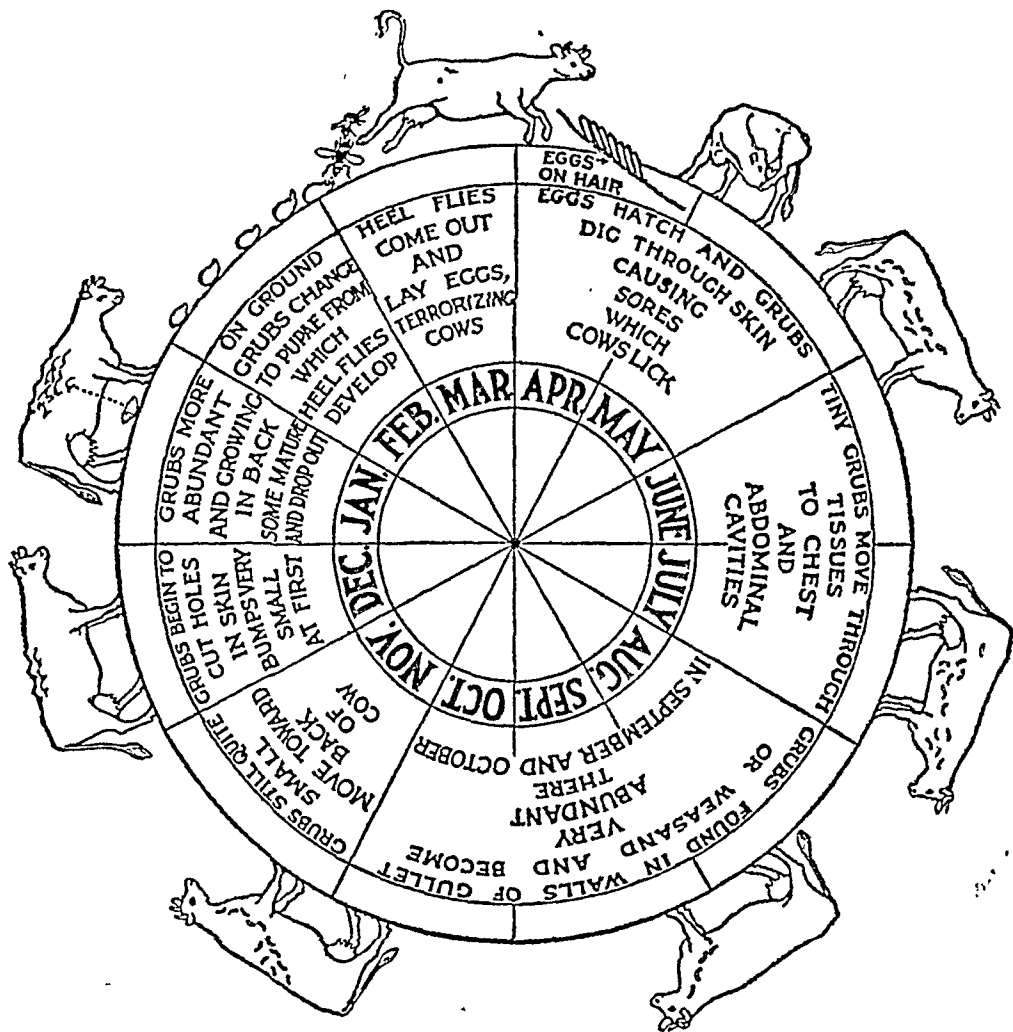 EGGS→
ON HAIR
EGGS HATCH AND GRUBS
DIG THROUGH SKIN
CAUSING
SORES
WHICH
COWS LICK
TINY GRUBS MOVE THROUGH
TISSUES
TO CHEST
AND
ABDOMINAL
CAVITIES
GRUBS FOUND IN WALLS OF GULLET
OR WEASAND AND BECOME
VERY
ABUNDANT
THERE
IN SEPTEMBER AND OCTOBER
GRUBS STILL QUITE
SMALL
MOVE TOWARD
BACK
OF
COW
GRUBS BEGIN TO
CUT HOLES
IN SKIN
BUMPS VERY
SMALL
AT FIRST
GRUBS MORE
ABUNDANT
AND GROWING
IN BACK
SOME MATURE
AND DROP OUT
ON GROUND
GRUBS CHANGE
TO PUPAE FROM
WHICH
HEEL FLIES
DEVELOP
HEEL FLIES
COME OUT
AND
LAY EGGS,
TERRORIZING
COWS
JAN. FEB. MAR. APR. MAY JUNE JULY AUG. SEPT. OCT. NOV. DEC.